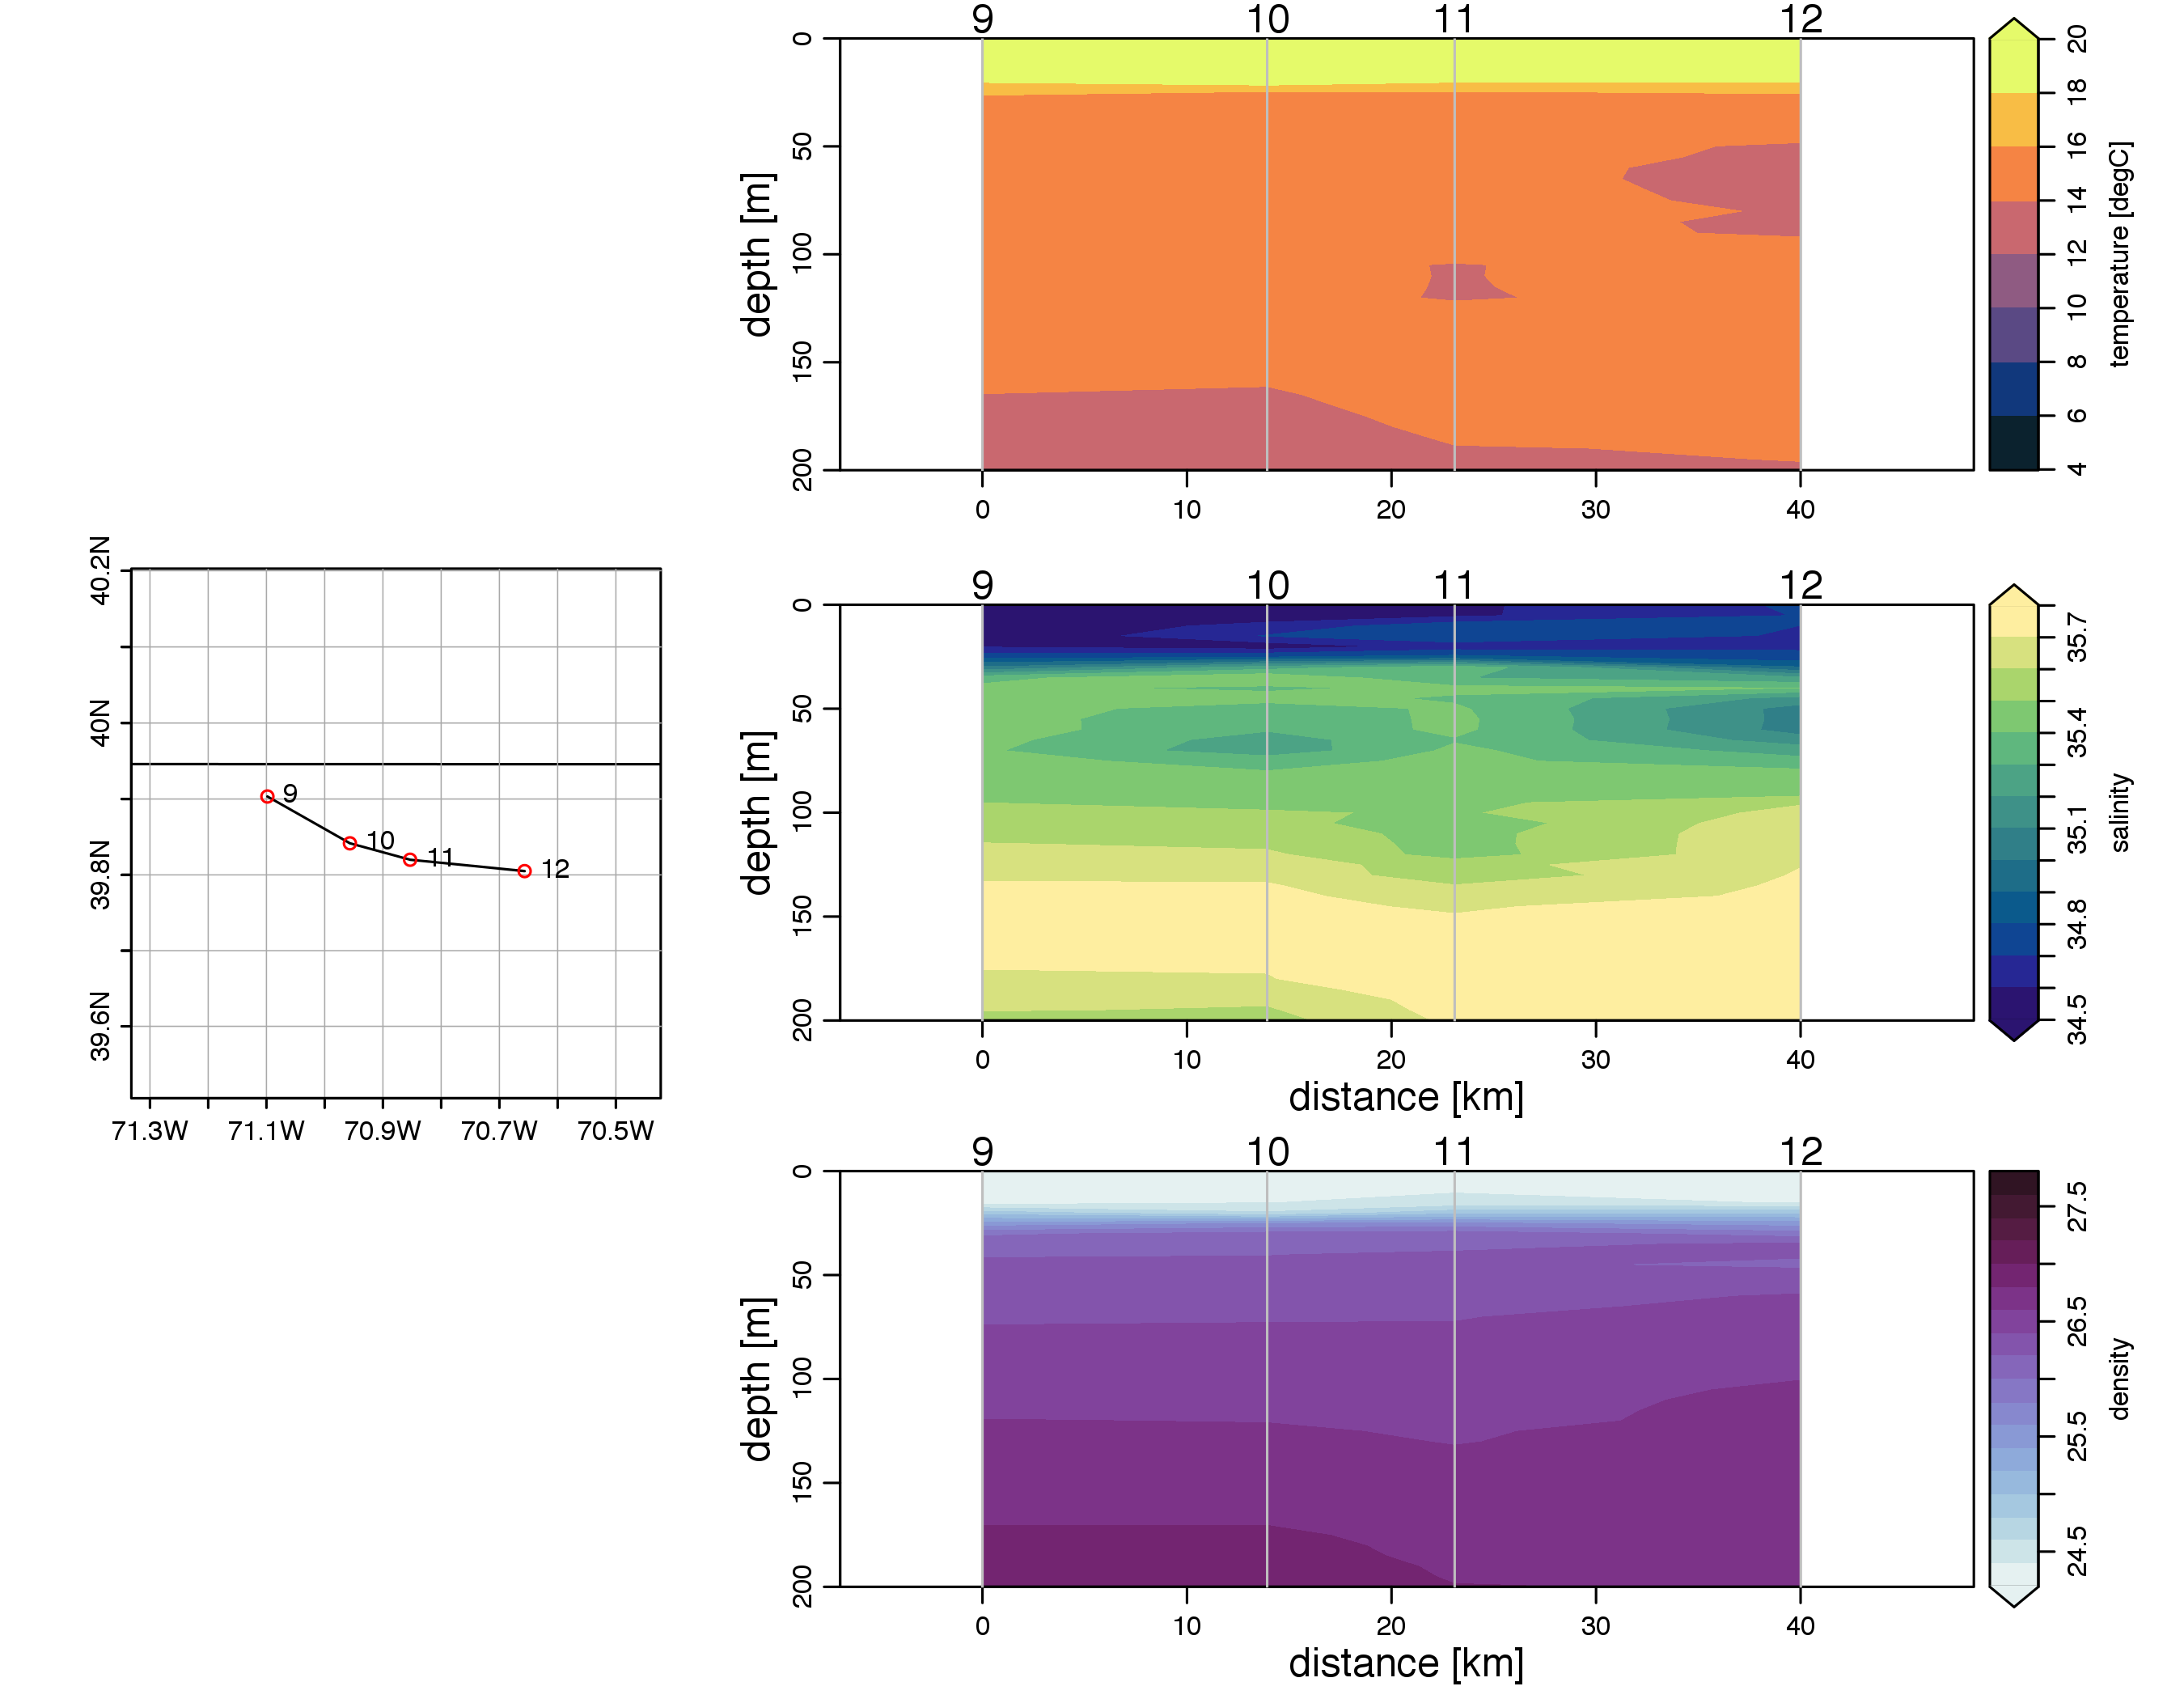 9 10 11 12
0 50 100 150 200
depth [m]
0 10 20 30 40
4 6 8 10 12 14 16 18 20
temperature [degC]
40.2N
40N
39.8N
39.6N
71.3W 71.1W 70.9W 70.7W 70.5W
9
10
11
12
9 10 11 12
0 50 100 150 200
depth [m]
0 10 20 30 40
distance [km]
34.5 34.8 35.1 35.4 35.7
salinity
9 10 11 12
0 50 100 150 200
depth [m]
0 10 20 30 40
distance [km]
24.5 25.5 26.5 27.5
density